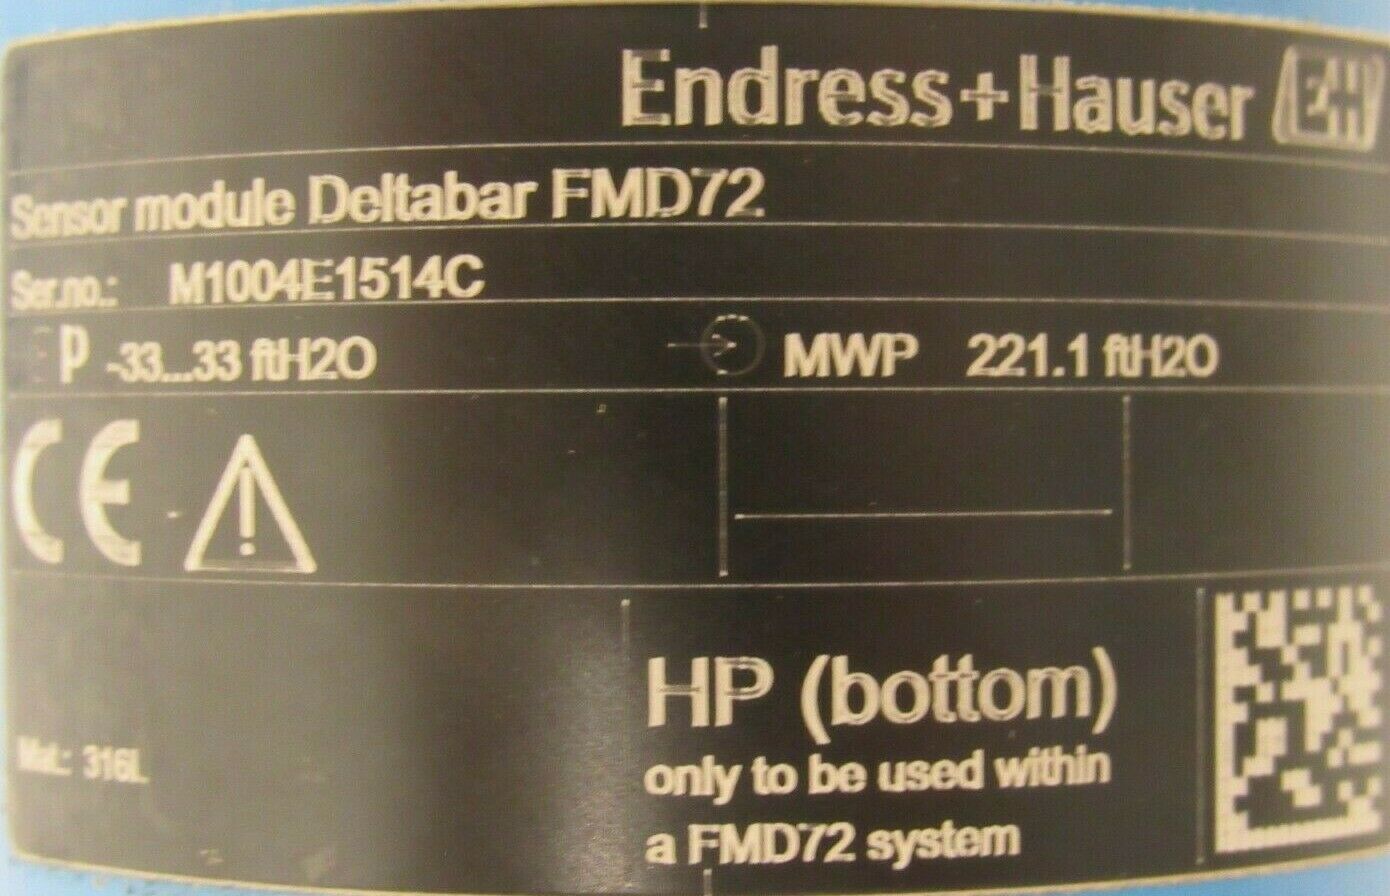 Endress+Hauser EH
Sensor module Deltabar FMD72
Ser.no.: M1004E1514C
P -33...33 ftH2O MWP 221.1 ftH2O
CE
HP (bottom)
only to be used within
Mat.: 316L
a FMD72 system